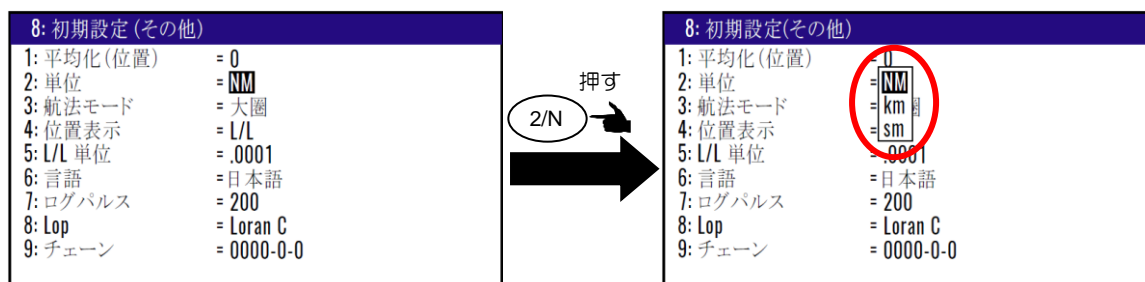 8: 初期設定 (その他)
1: 平均化(位置) = 0
2: 単位 = NM
3: 航法モード = 大圏
4: 位置表示 = L/L
5: L/L 単位 = .0001
6: 言語 =日本語
7: ログパルス = 200
8: Lop = Loran C
9: チェーン = 0000-0-0
押す
2/N
8: 初期設定(その他)
1: 平均化(位置) = 0
2: 単位 = NM
3: 航法モード = km 圏
4: 位置表示 = sm
5: L/L 単位 = .0001
6: 言語 =日本語
7: ログパルス = 200
8: Lop = Loran C
9: チェーン = 0000-0-0